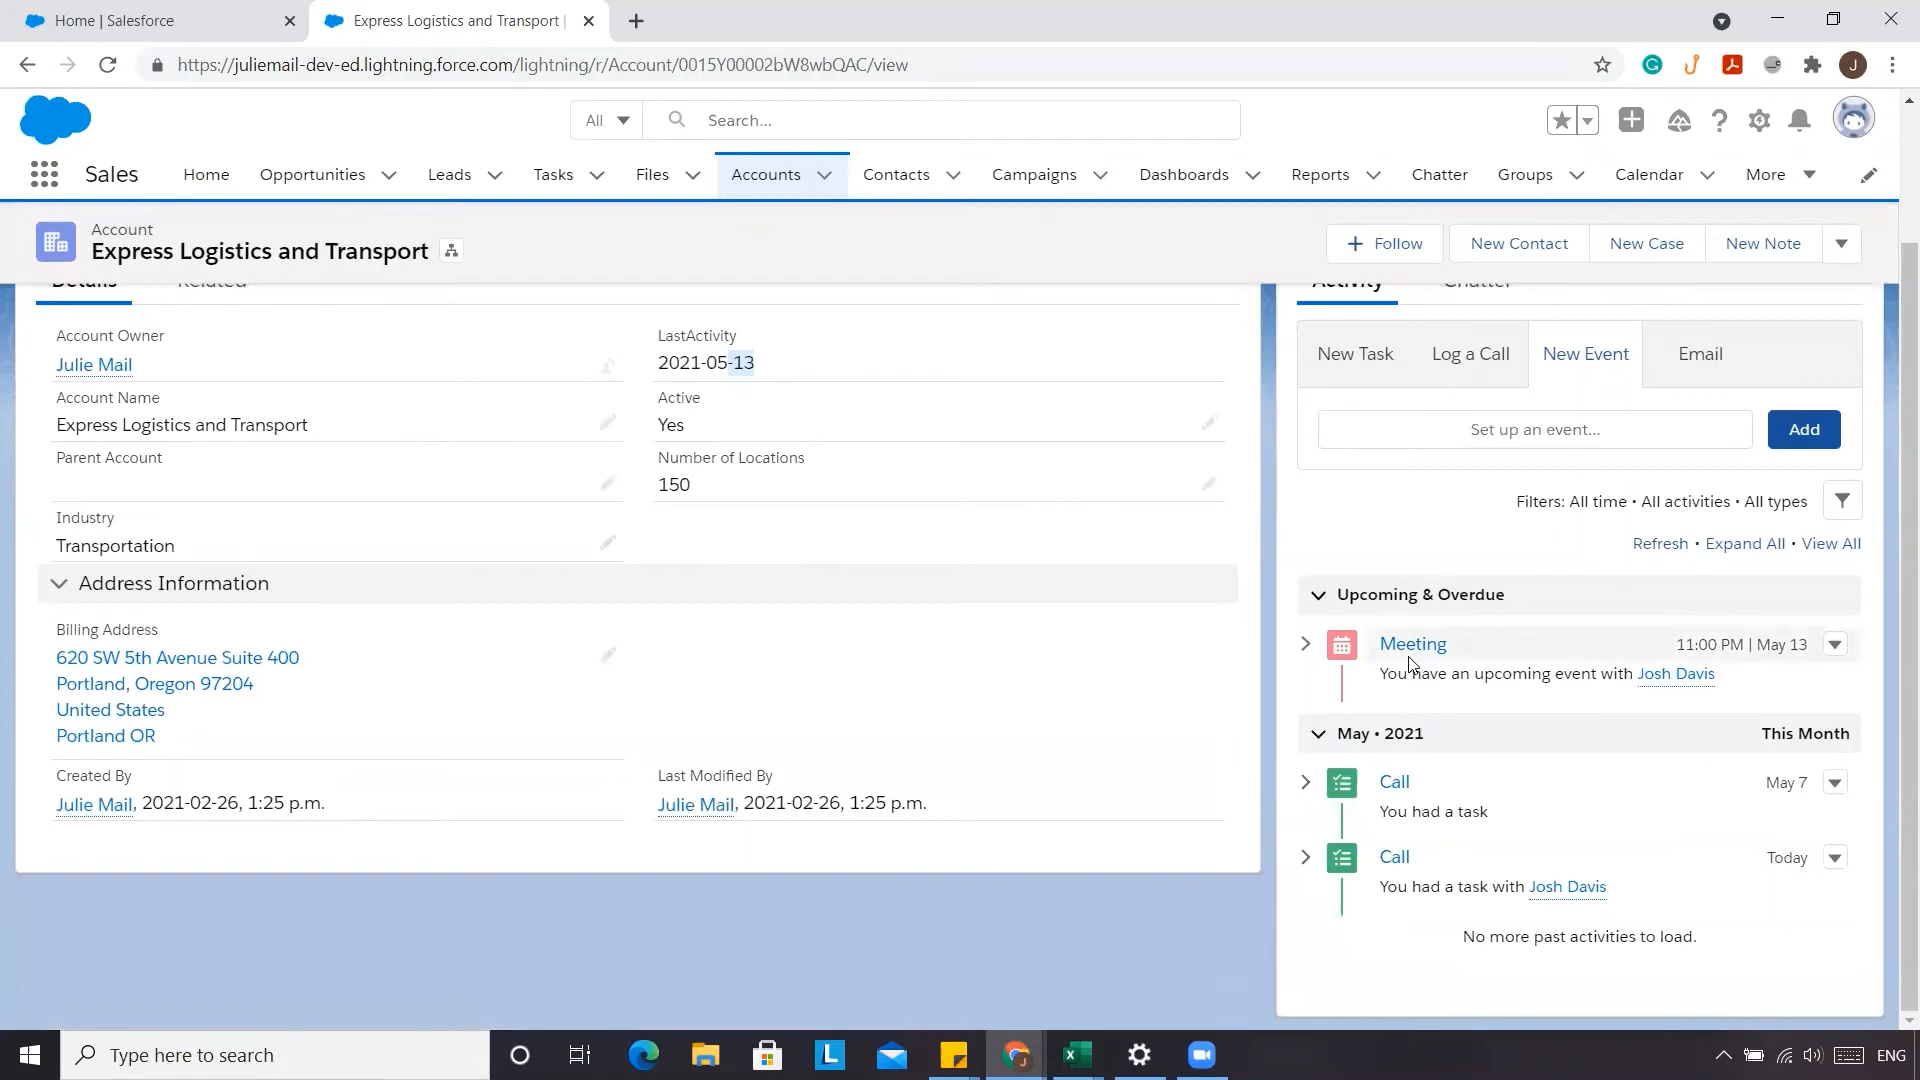 Home | Salesforce
Express Logistics and Transport |
https://juliemail-dev-ed.lightning.force.com/lightning/r/Account/0015Y00002bW8wbQAC/view
J
All
Search...
Sales
Home
Opportunities
Leads
Tasks
Files
Accounts
Contacts
Campaigns
Dashboards
Reports
Chatter
Groups
Calendar
More
Account
Express Logistics and Transport
+ Follow
New Contact
New Case
New Note
Details
Related
Account Owner
Julie Mail
LastActivity
2021-05-13
Account Name
Express Logistics and Transport
Active
Yes
Parent Account
Number of Locations
150
Industry
Transportation
Address Information
Billing Address
620 SW 5th Avenue Suite 400
Portland, Oregon 97204
United States
Portland OR
Created By
Julie Mail, 2021-02-26, 1:25 p.m.
Last Modified By
Julie Mail, 2021-02-26, 1:25 p.m.
Activity
Chatter
New Task
Log a Call
New Event
Email
Set up an event...
Add
Filters: All time • All activities • All types
Refresh • Expand All • View All
Upcoming & Overdue
Meeting
11:00 PM | May 13
You have an upcoming event with Josh Davis
May • 2021
This Month
Call
May 7
You had a task
Call
Today
You had a task with Josh Davis
No more past activities to load.
Type here to search
L
ENG